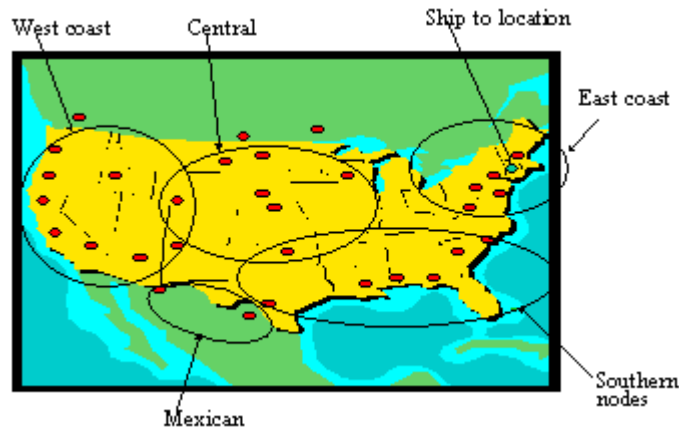 Ship to location
West coast
Central
East coast
Southern
nodes
Mexican